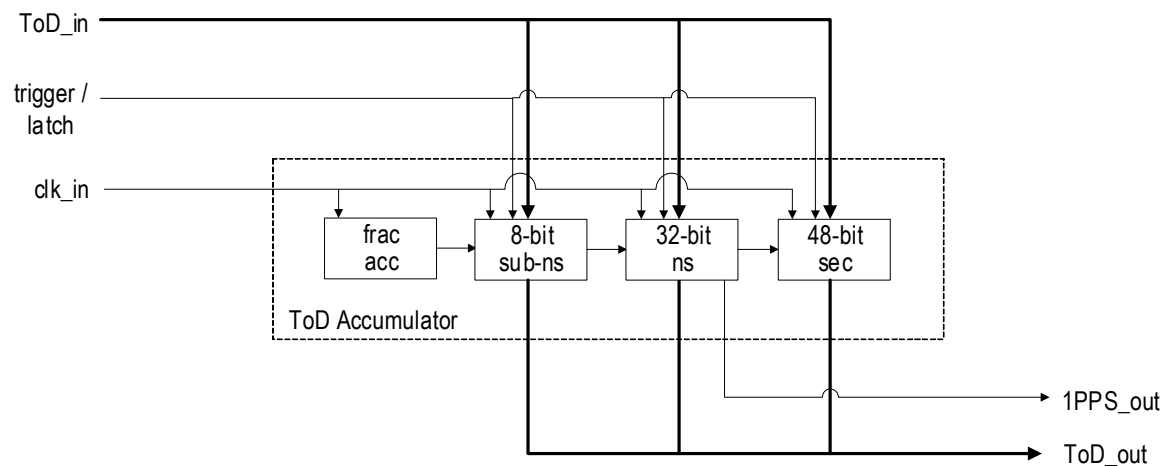 ToD_in
trigger /
latch
clk_in
frac
acc
8-bit
sub-ns
32-bit
ns
48-bit
sec
ToD Accumulator
1PPS_out
ToD_out